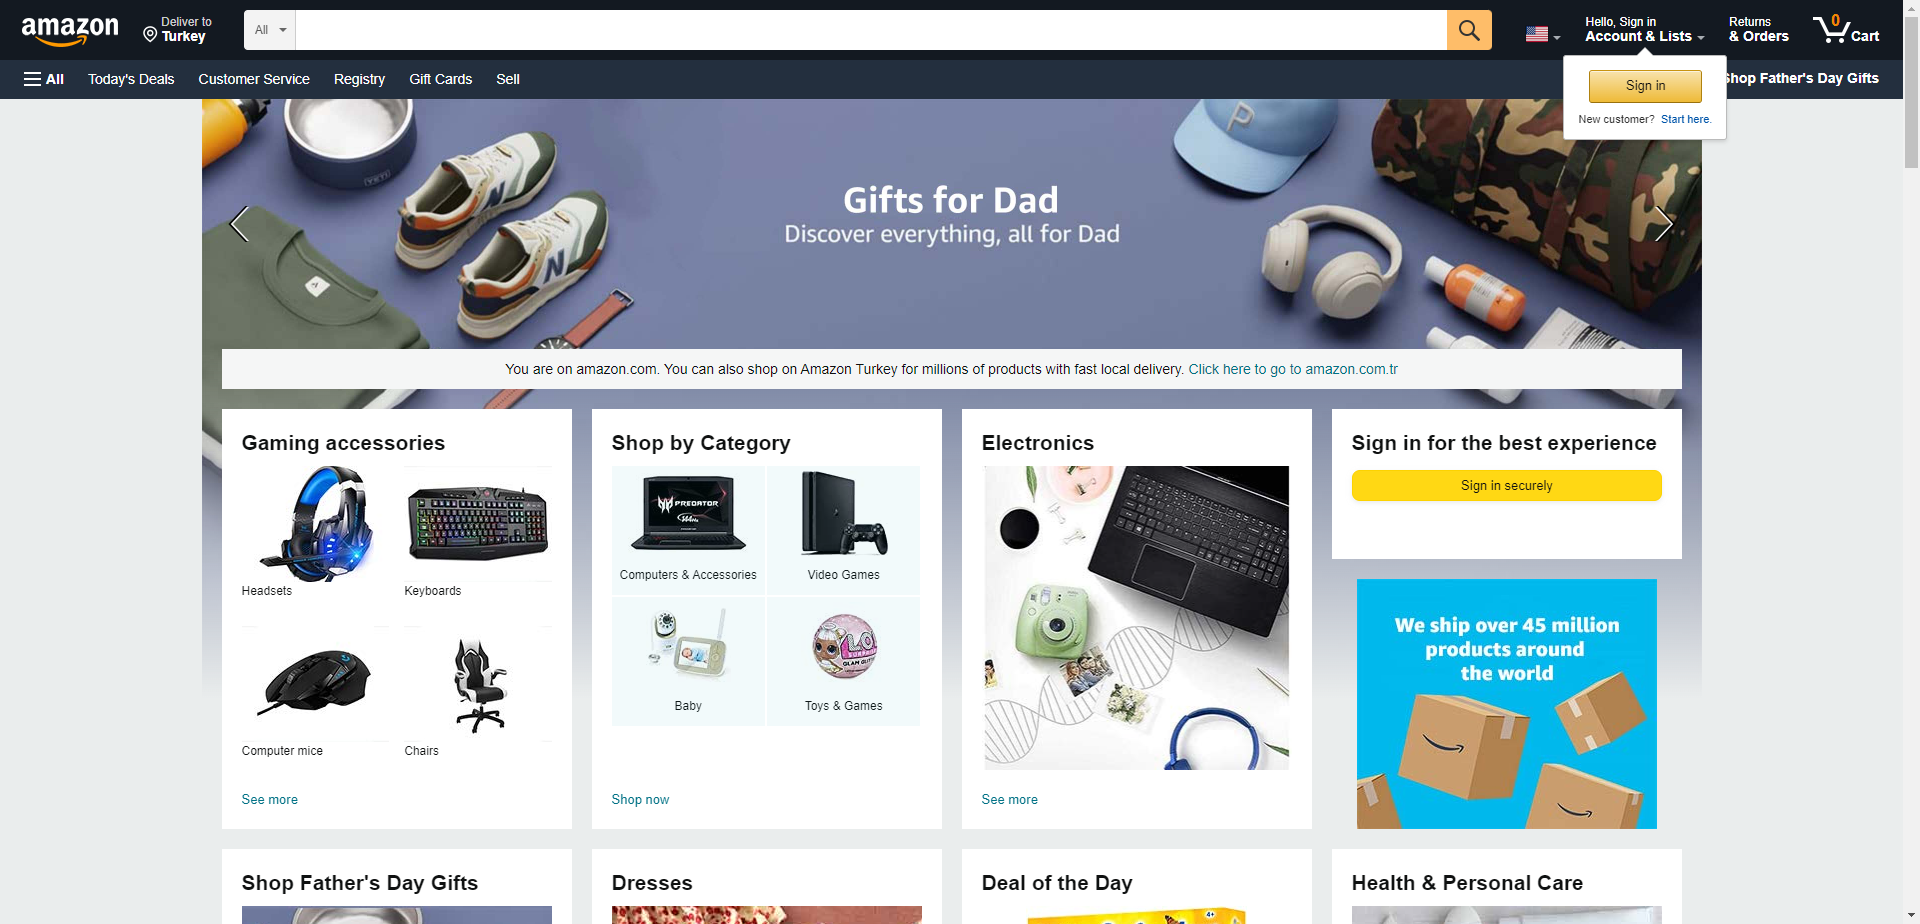 amazon
Deliver to
Turkey
All
Hello, Sign in
Account & Lists
Returns
& Orders
0
Cart
All
Today's Deals
Customer Service
Registry
Gift Cards
Sell
Shop Father's Day Gifts
Sign in
New customer? Start here.
YETI
P
N
N
A
Gifts for Dad
Discover everything, all for Dad
You are on amazon.com. You can also shop on Amazon Turkey for millions of products with fast local delivery. Click here to go to amazon.com.tr
Gaming accessories
Headsets
Keyboards
Computer mice
Chairs
See more
Shop by Category
PREDATOR
Computers & Accessories
Video Games
L.O.L.
SURPRISE
GLAM GLITTER
Baby
Toys & Games
Shop now
Electronics
See more
Sign in for the best experience
Sign in securely
We ship over 45 million
products around
the world
Shop Father's Day Gifts
Dresses
Deal of the Day
4+
Health & Personal Care